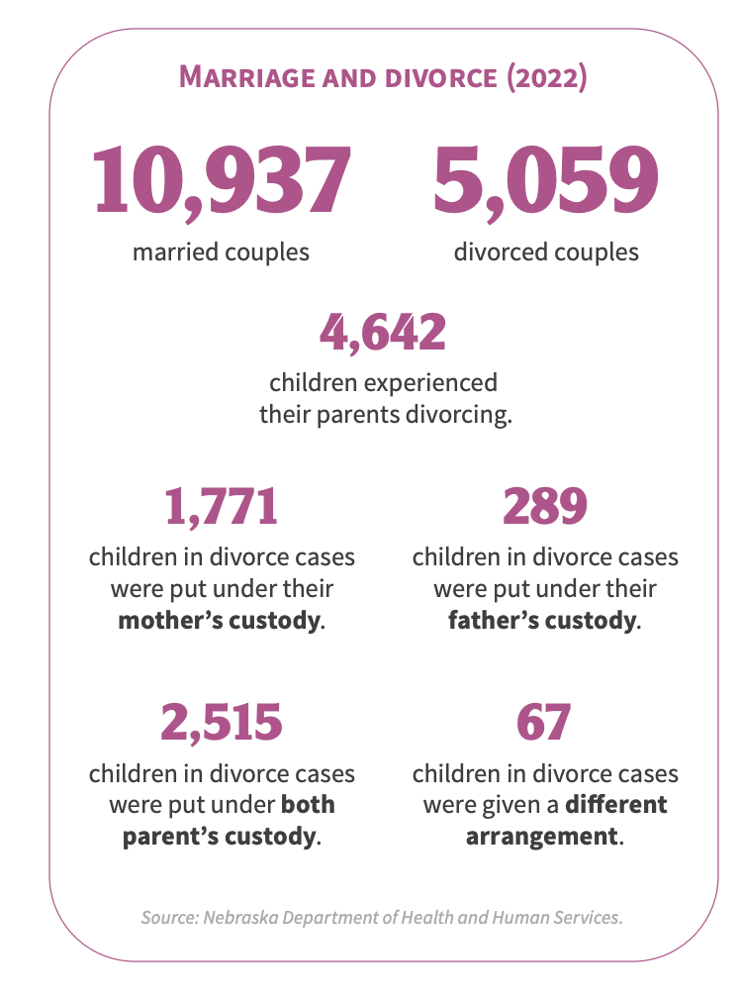 MARRIAGE AND DIVORCE (2022)
10,937
married couples
5,059
divorced couples
4,642
children experienced
their parents divorcing.
1,771
children in divorce cases
were put under their
mother’s custody.
289
children in divorce cases
were put under their
father’s custody.
2,515
children in divorce cases
were put under both
parent’s custody.
67
children in divorce cases
were given a different
arrangement.
Source: Nebraska Department of Health and Human Services.